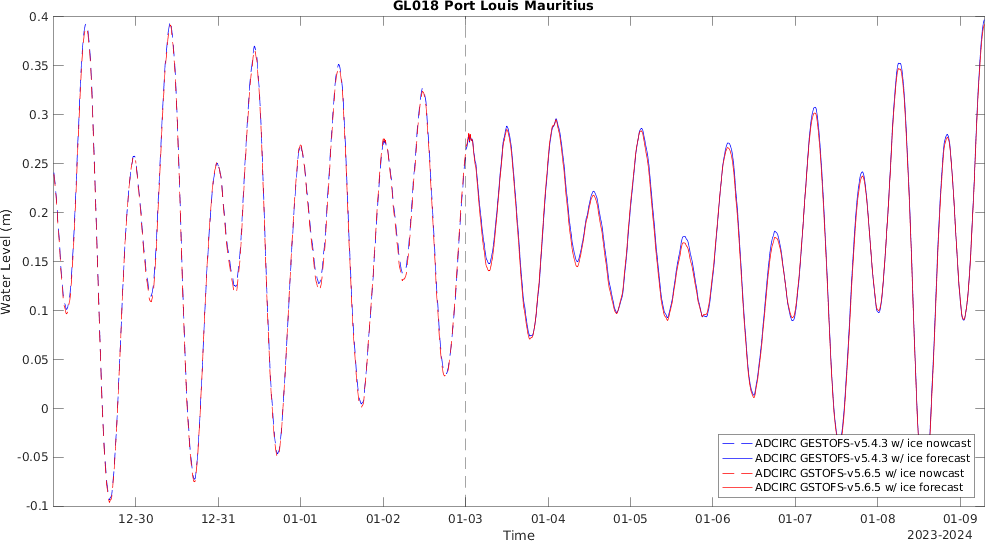 GL018 Port Louis Mauritius
0.4
0.35
0.3
0.25
0.2
0.15
0.1
0.05
0
-0.05
-0.1
Water Level (m)
ADCIRC GESTOFS-v5.4.3 w/ ice nowcast
ADCIRC GESTOFS-v5.4.3 w/ ice forecast
ADCIRC GSTOFS-v5.6.5 w/ ice nowcast
ADCIRC GSTOFS-v5.6.5 w/ ice forecast
12-30 12-31 01-01 01-02 01-03 01-04 01-05 01-06 01-07 01-08 01-09
Time
2023-2024